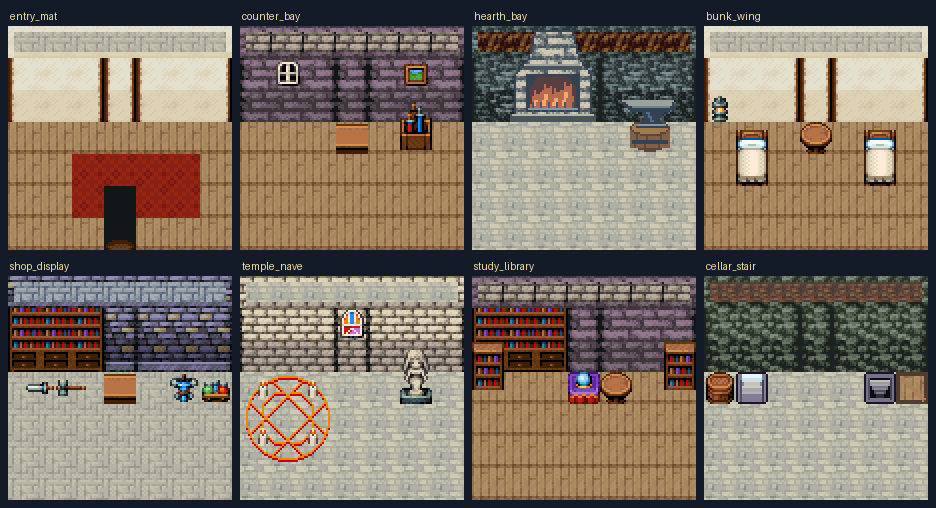 entry_mat
counter_bay
hearth_bay
bunk_wing
shop_display
temple_nave
study_library
cellar_stair